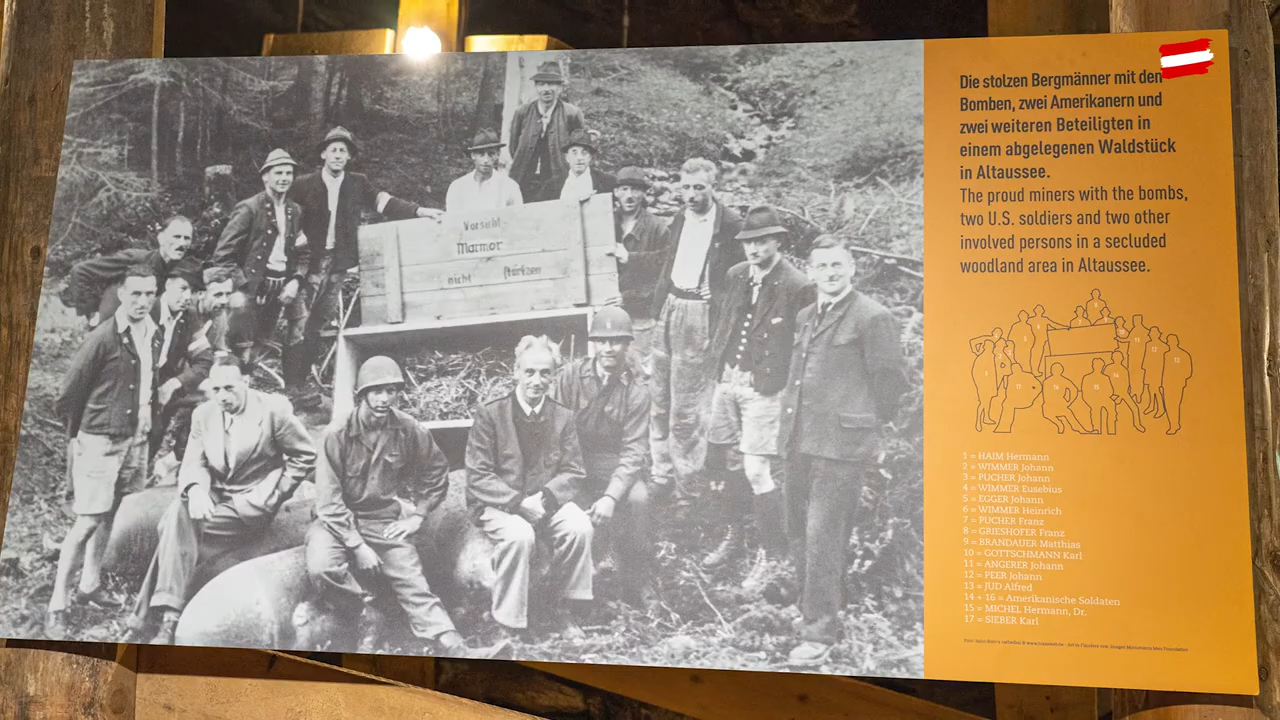 Vorsicht
Marmor
nicht stürzen
Die stolzen Bergmänner mit den
Bomben, zwei Amerikanern und
zwei weiteren Beteiligten in
einem abgelegenen Waldstück
in Altaussee.
The proud miners with the bombs,
two U.S. soldiers and two other
involved persons in a secluded
woodland area in Altaussee.
1 = HAIM Hermann
2 = WIMMER Johann
3 = PUCHER Johann
4 = WIMMER Eusebius
5 = EGGER Johann
6 = WIMMER Heinrich
7 = PUCHER Franz
8 = GRIESHOFER Franz
9 = BRANDAUER Matthias
10 = GOTTSCHMANN Karl
11 = ANGERER Johann
12 = PEER Johann
13 = JUD Alfred
14 + 16 = Amerikanische Soldaten
15 = MICHEL Hermann, Dr.
17 = SIEBER Karl